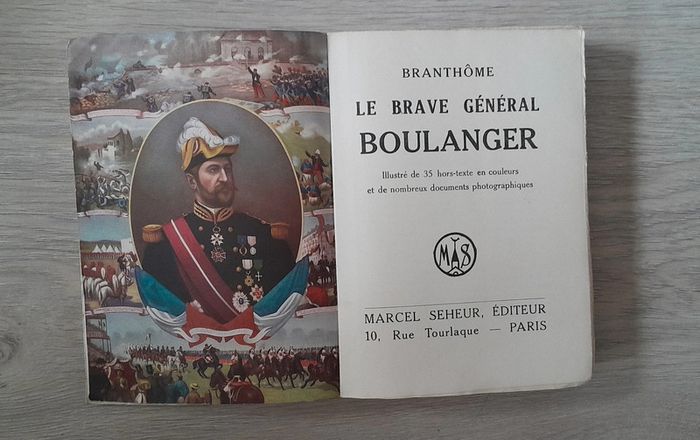 BRANTHÔME
LE BRAVE GÉNÉRAL
BOULANGER
Illustré de 35 hors-texte en couleurs
et de nombreux documents photographiques
MS
MARCEL SEHEUR, ÉDITEUR
10, Rue Tourlaque — PARIS